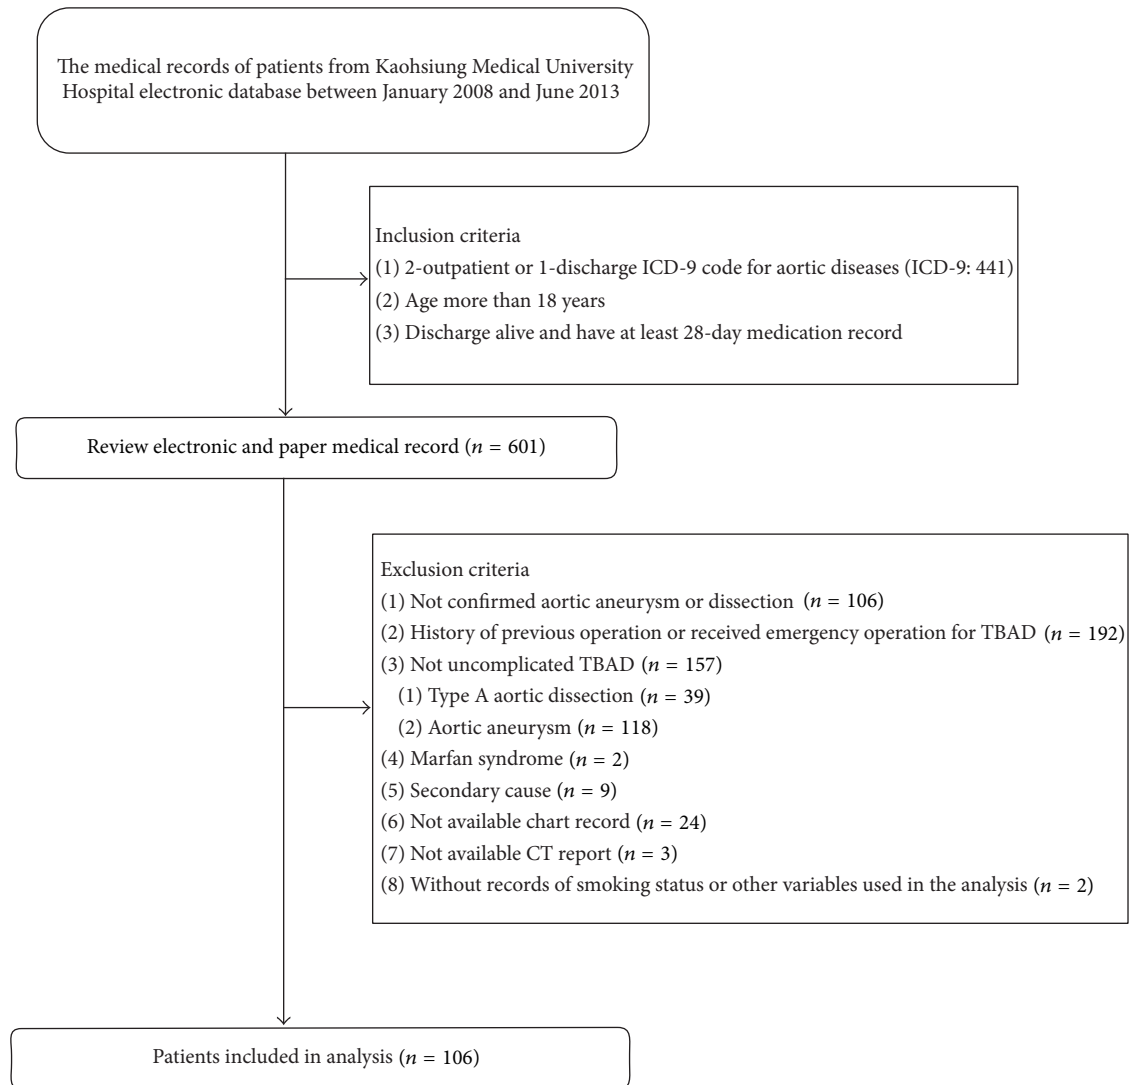 The medical records of patients from Kaohsiung Medical University
Hospital electronic database between January 2008 and June 2013
Inclusion criteria
(1) 2-outpatient or 1-discharge ICD-9 code for aortic diseases (ICD-9: 441)
(2) Age more than 18 years
(3) Discharge alive and have at least 28-day medication record
Review electronic and paper medical record (n = 601)
Exclusion criteria
(1) Not confirmed aortic aneurysm or dissection (n = 106)
(2) History of previous operation or received emergency operation for TBAD (n = 192)
(3) Not uncomplicated TBAD (n = 157)
(1) Type A aortic dissection (n = 39)
(2) Aortic aneurysm (n = 118)
(4) Marfan syndrome (n = 2)
(5) Secondary cause (n = 9)
(6) Not available chart record (n = 24)
(7) Not available CT report (n = 3)
(8) Without records of smoking status or other variables used in the analysis (n = 2)
Patients included in analysis (n = 106)